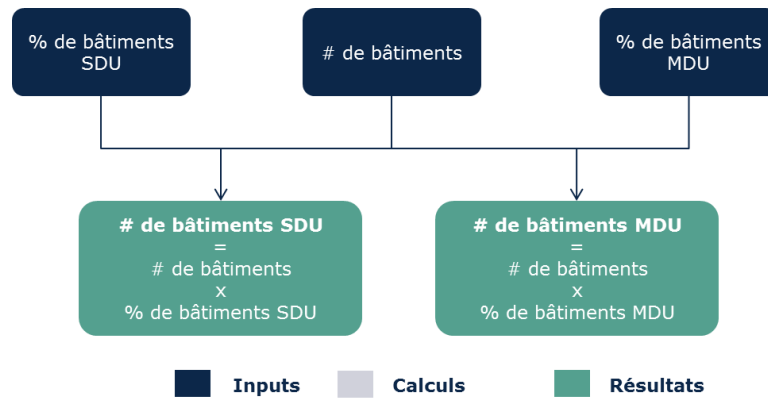 % de bâtiments
SDU
# de bâtiments
% de bâtiments
MDU
# de bâtiments SDU
=
# de bâtiments
x
% de bâtiments SDU
# de bâtiments MDU
=
# de bâtiments
x
% de bâtiments MDU
Inputs
Calculs
Résultats